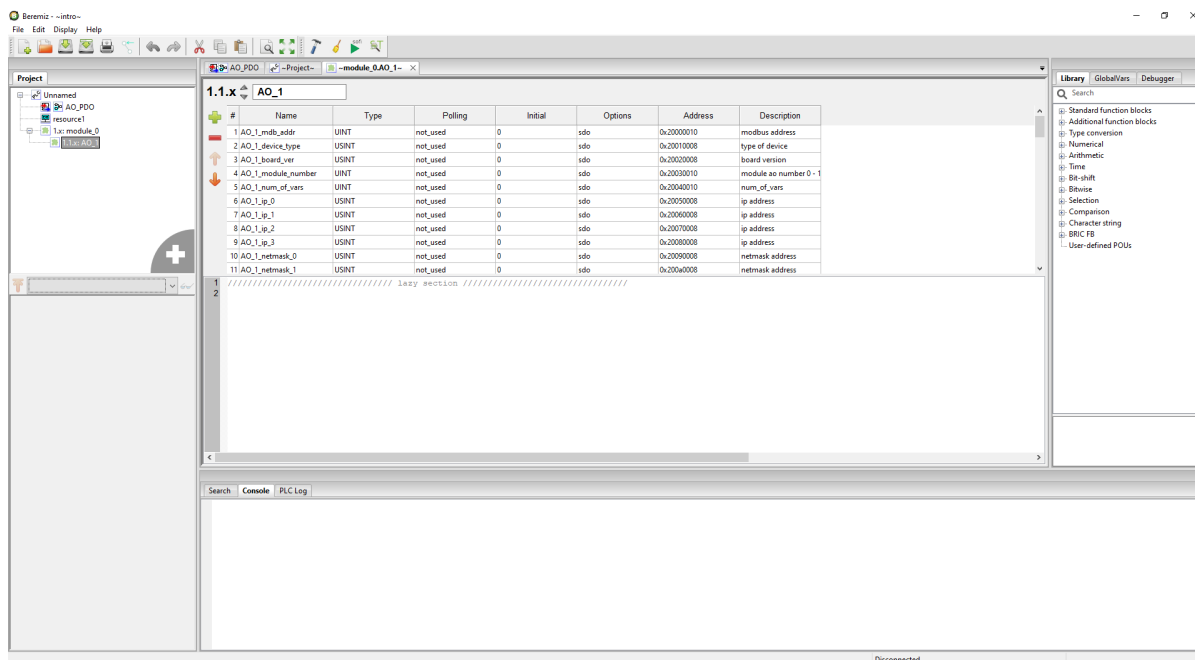 Beremiz - ~intro~
File Edit Display Help
Project
Unnamed
AO_PDO
resource1
1.x: module_0
1.1.x: AO_1
AO_PDO ~Project~ ~module_0.AO_1~
1.1.x AO_1
# Name Type Polling Initial Options Address Description
1 AO_1_mdb_addr UINT not_used 0 sdo 0x20000010 modbus address
2 AO_1_device_type USINT not_used 0 sdo 0x20010008 type of device
3 AO_1_board_ver USINT not_used 0 sdo 0x20020008 board version
4 AO_1_module_number UINT not_used 0 sdo 0x20030010 module ao number 0 - 1
5 AO_1_num_of_vars UINT not_used 0 sdo 0x20040010 num_of_vars
6 AO_1_ip_0 USINT not_used 0 sdo 0x20050008 ip address
7 AO_1_ip_1 USINT not_used 0 sdo 0x20060008 ip address
8 AO_1_ip_2 USINT not_used 0 sdo 0x20070008 ip address
9 AO_1_ip_3 USINT not_used 0 sdo 0x20080008 ip address
10 AO_1_netmask_0 USINT not_used 0 sdo 0x20090008 netmask address
11 AO_1_netmask_1 USINT not_used 0 sdo 0x200a0008 netmask address
1 ///////////////////////////////// lazy section /////////////////////////////////
2
Library GlobalVars Debugger
Search
Standard function blocks
Additional function blocks
Type conversion
Numerical
Arithmetic
Time
Bit-shift
Bitwise
Selection
Comparison
Character string
BRIC FB
User-defined POUs
Search Console PLC Log
Disconnected